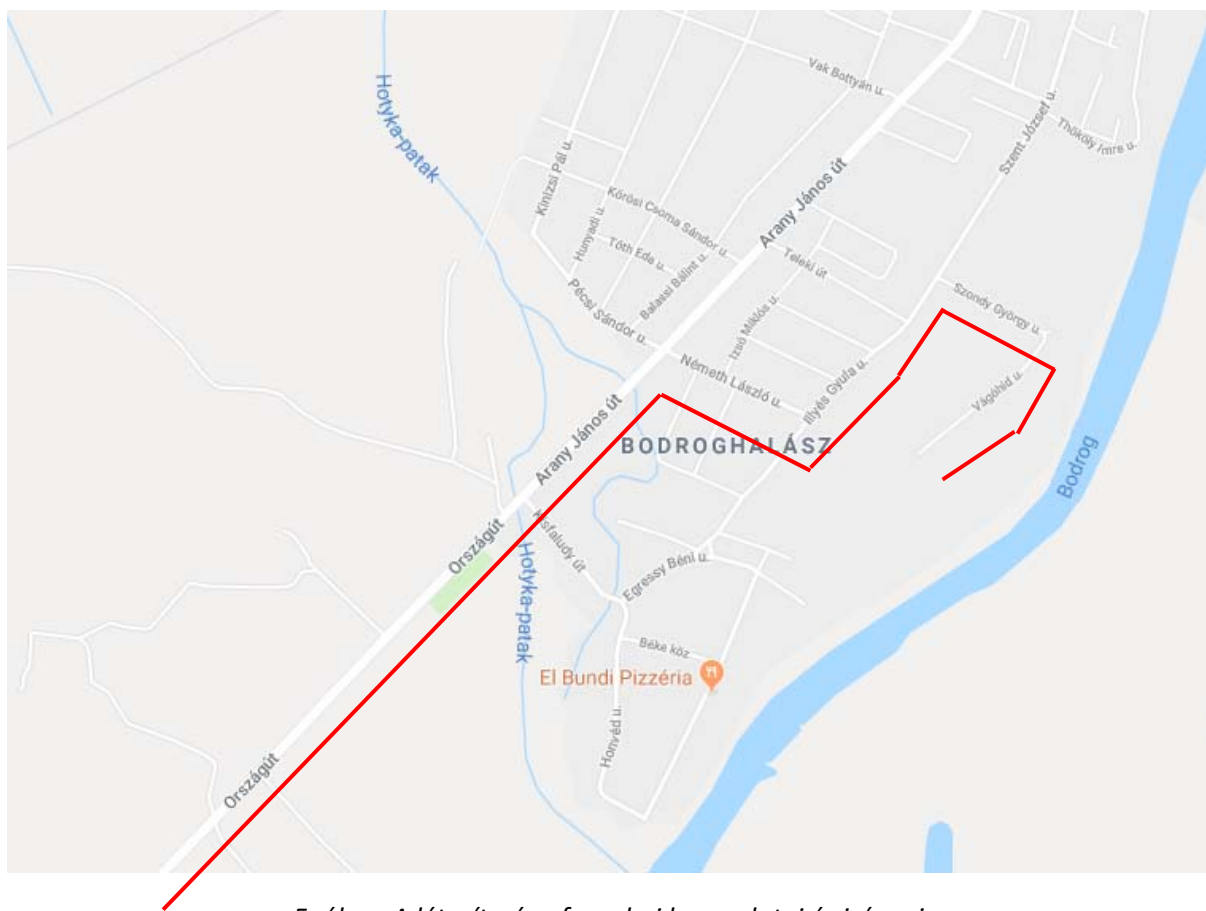 Vak Bottyán u.
Hotyka-patak
Szent József u.
Thököly Imre u.
Kinizsi Pál u.
Kőrösi Csoma Sándor u.
Arany János út
Hunyadi u.
Tóth Ede u.
Balassi Bálint u.
Teleki út
Pécsi Sándor u.
Izsó Miklós u.
Szondy György u.
Németh László u.
Illyés Gyula u.
Vágóhíd u.
Arany János út
BODROGHALÁSZ
Bodrog
Országút
Kisfaludy út
Hotyka-patak
Egressy Béni u.
Béke köz
El Bundi Pizzéria
Honvéd u.
Országút